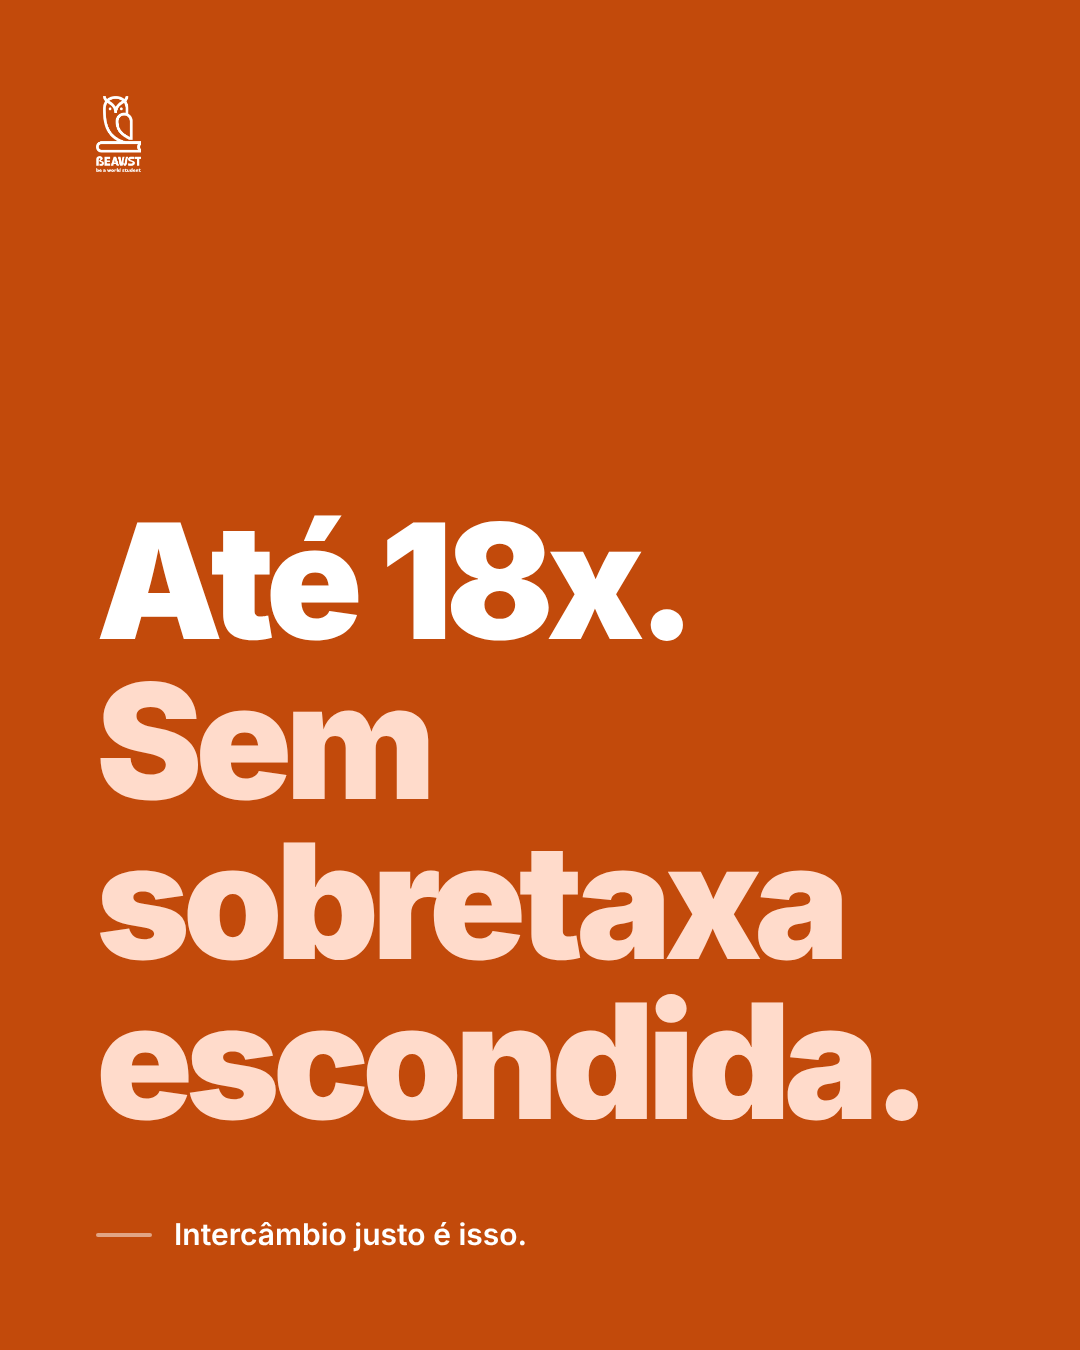 BEAWST
be a world student
Até 18x.
Sem
sobretaxa
escondida.
Intercâmbio justo é isso.